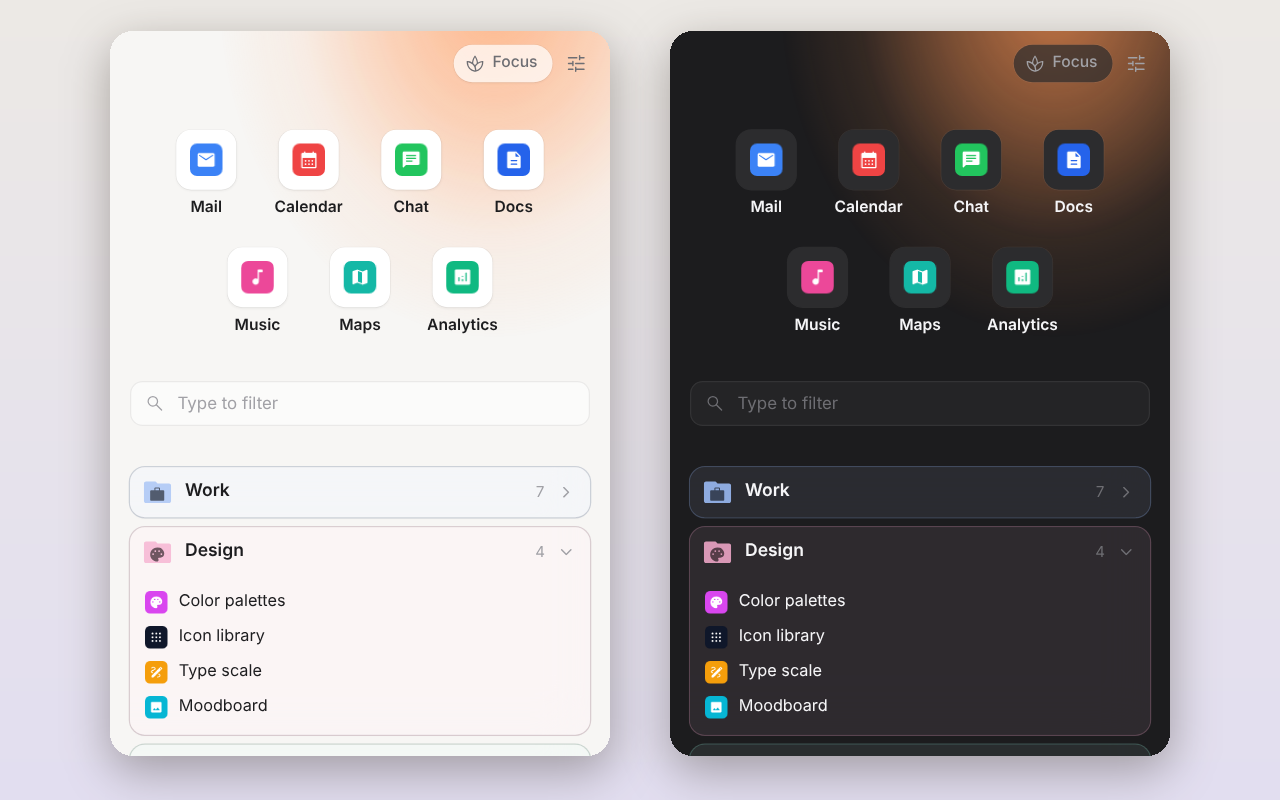 Focus
Mail Calendar Chat Docs
Music Maps Analytics
Type to filter
Work 7
Design 4
Color palettes
Icon library
Type scale
Moodboard
Focus
Mail Calendar Chat Docs
Music Maps Analytics
Type to filter
Work 7
Design 4
Color palettes
Icon library
Type scale
Moodboard